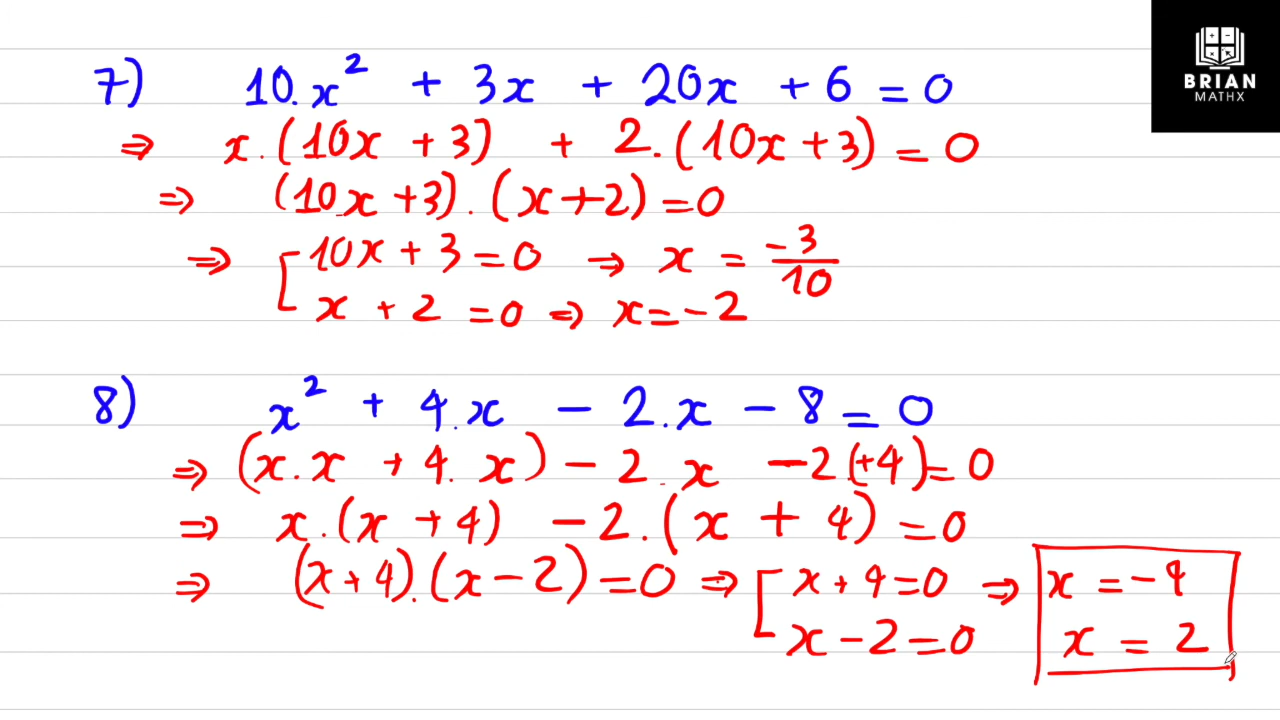 BRIAN
MATHX
7) 10.x² + 3x + 20x + 6 = 0
⇒ x.(10x + 3) + 2.(10x + 3) = 0
⇒ (10x + 3).(x + 2) = 0
⇒ [ 10x + 3 = 0 → x = -3/10
x + 2 = 0 ⇒ x = -2
8) x² + 4.x - 2.x - 8 = 0
⇒ (x.x + 4.x) - 2.x - 2(+4) = 0
⇒ x.(x + 4) - 2.(x + 4) = 0
⇒ (x + 4).(x - 2) = 0 ⇒ [ x + 4 = 0 ⇒ x = -4
x - 2 = 0 x = 2